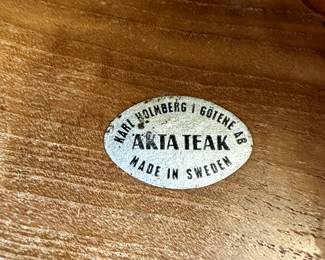 KARL HOLMBERG I GÖTENE AB
ÄKTA TEAK
MADE IN SWEDEN